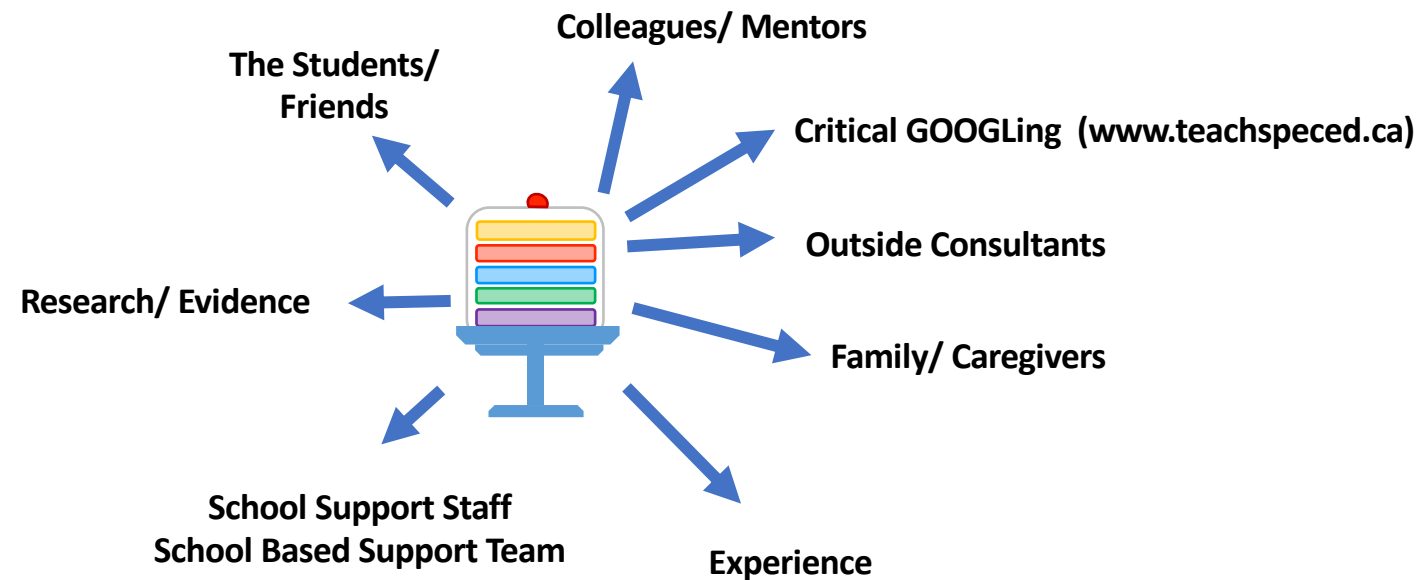 Colleagues/ Mentors
The Students/
Friends
Critical GOOGLing (www.teachspeced.ca)
Outside Consultants
Research/ Evidence
Family/ Caregivers
School Support Staff
School Based Support Team
Experience